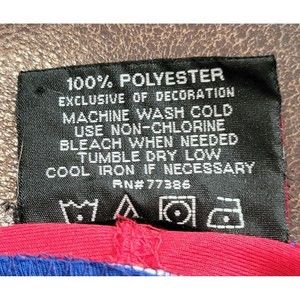 100% POLYESTER
EXCLUSIVE OF DECORATION
MACHINE WASH COLD
USE NON-CHLORINE
BLEACH WHEN NEEDED
TUMBLE DRY LOW
COOL IRON IF NECESSARY
RN#77386